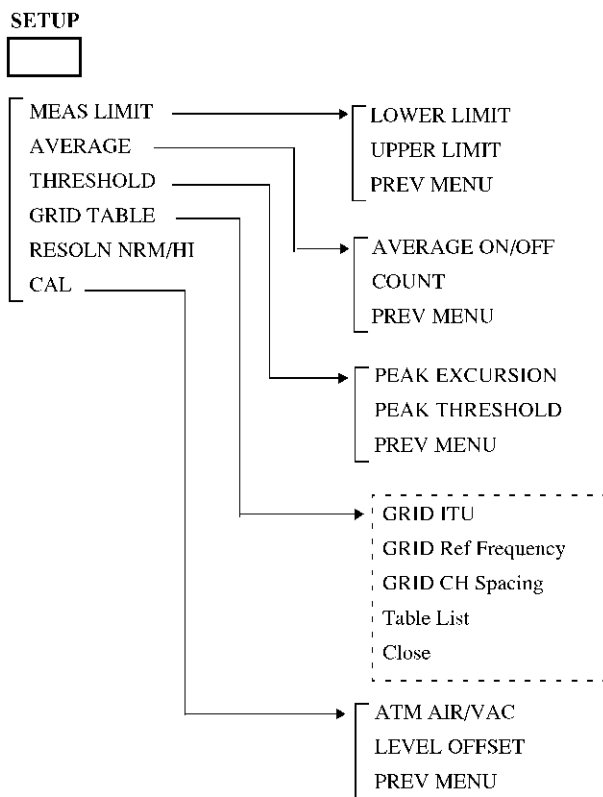 SETUP
MEAS LIMIT
AVERAGE
THRESHOLD
GRID TABLE
RESOLN NRM/HI
CAL
LOWER LIMIT
UPPER LIMIT
PREV MENU
AVERAGE ON/OFF
COUNT
PREV MENU
PEAK EXCURSION
PEAK THRESHOLD
PREV MENU
GRID ITU
GRID Ref Frequency
GRID CH Spacing
Table List
Close
ATM AIR/VAC
LEVEL OFFSET
PREV MENU